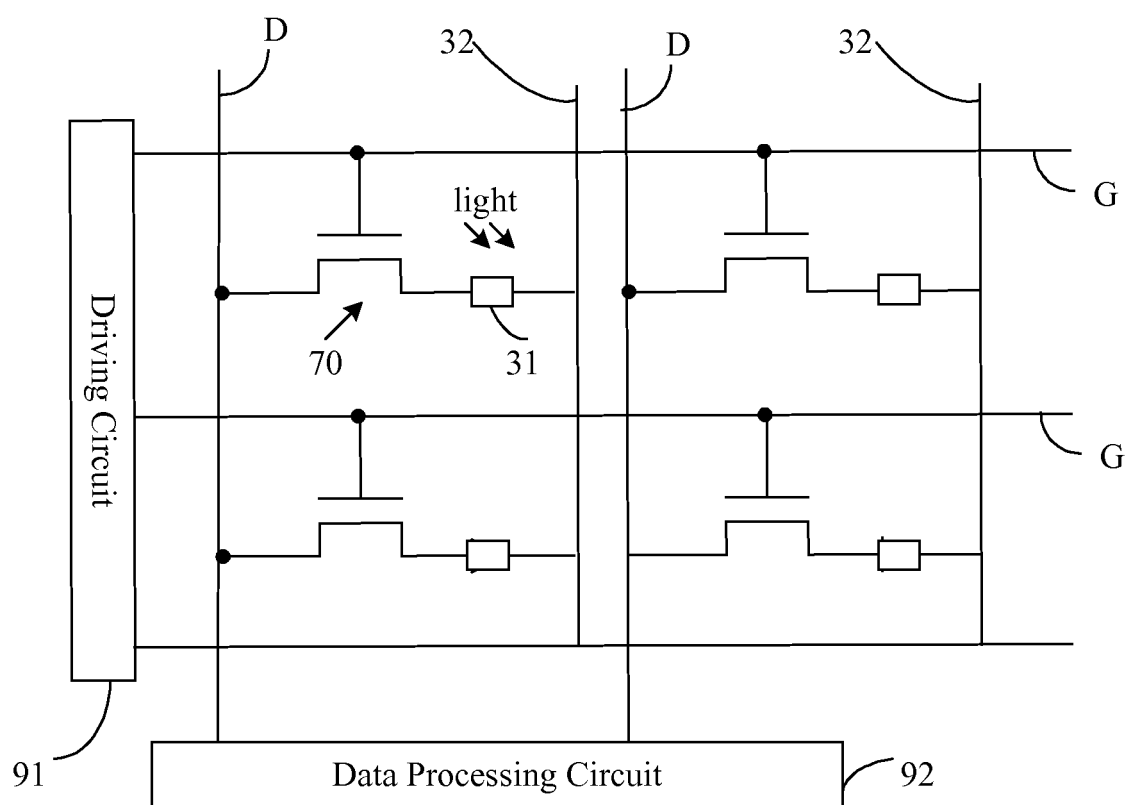 D
32
D
32
G
light
70
31
Driving Circuit
G
91
Data Processing Circuit
92